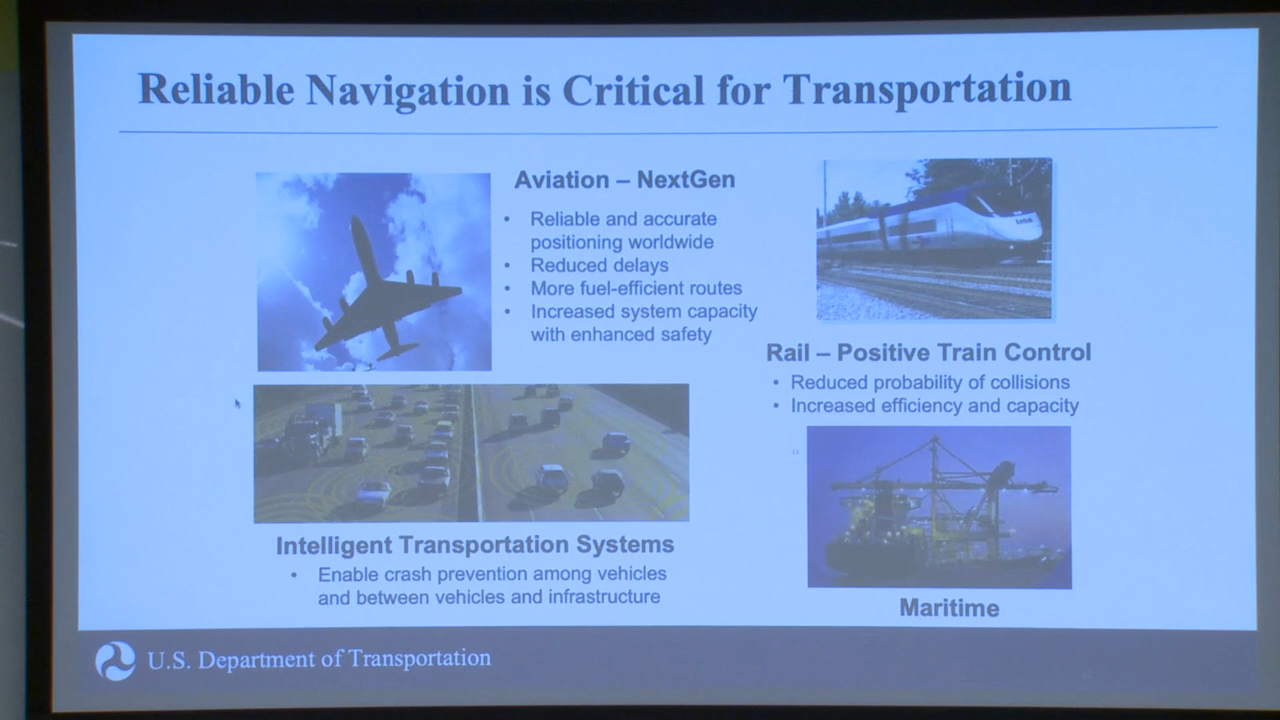 Reliable Navigation is Critical for Transportation
Aviation – NextGen
• Reliable and accurate
positioning worldwide
• Reduced delays
• More fuel-efficient routes
• Increased system capacity
with enhanced safety
Rail – Positive Train Control
• Reduced probability of collisions
• Increased efficiency and capacity
Intelligent Transportation Systems
• Enable crash prevention among vehicles
and between vehicles and infrastructure
Maritime
U.S. Department of Transportation